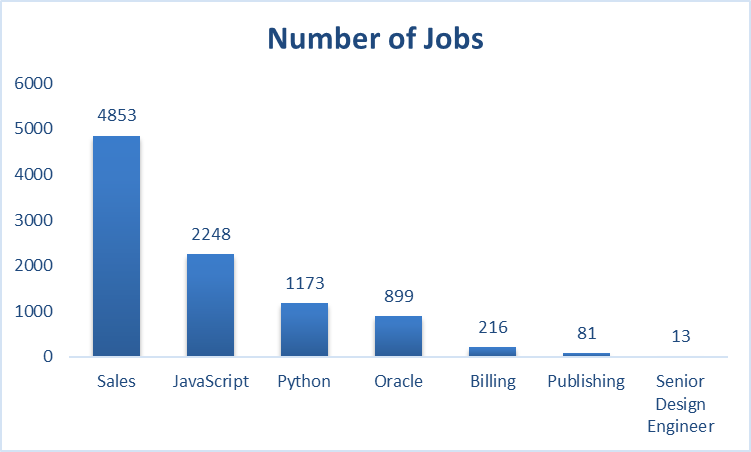 Number of Jobs
6000
5000
4000
3000
2000
1000
0
4853
2248
1173
899
216
81
13
Sales
JavaScript
Python
Oracle
Billing
Publishing
Senior
Design
Engineer